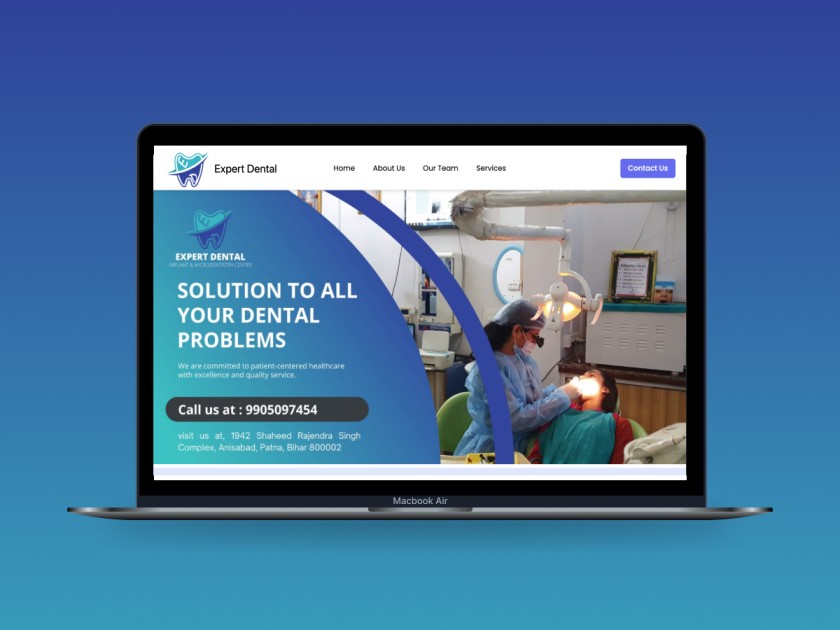 Expert Dental
Home
About Us
Our Team
Services
Contact Us
EXPERT DENTAL
IMPLANT & MICRODENTISTRY CENTER
SOLUTION TO ALL
YOUR DENTAL
PROBLEMS
We are committed to patient-centered healthcare
with excellence and quality service.
Call us at : 9905097454
visit us at, 1942 Shaheed Rajendra Singh
Complex, Anisabad, Patna, Bihar 800002
Macbook Air